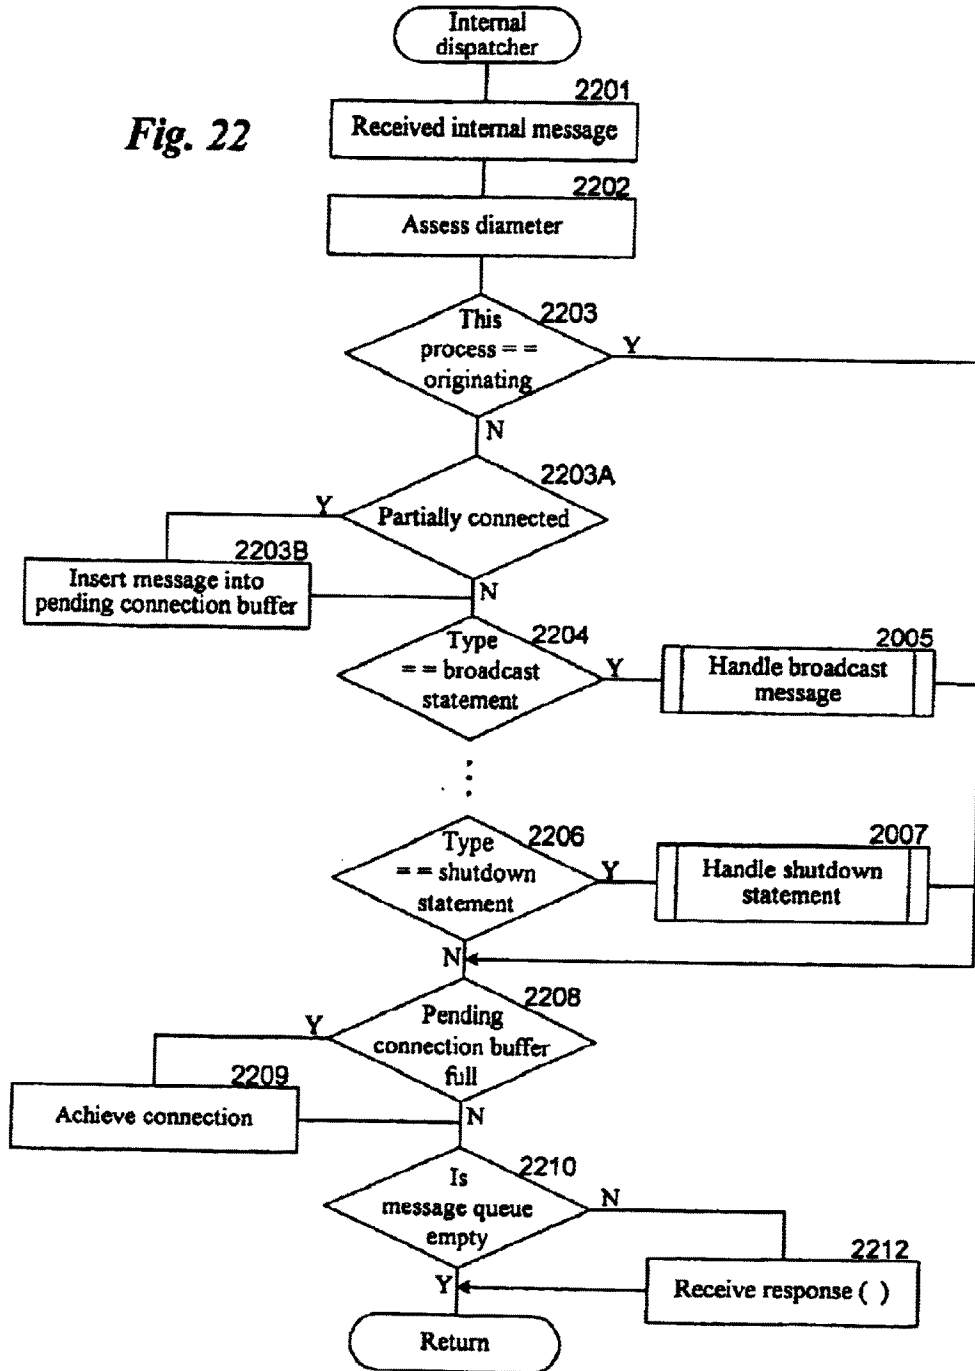 Internal
dispatcher
Fig. 22
2201
Received internal message
2202
Assess diameter
2203
This
process = =
originating
Y
N
2203A
Partially connected
Y
2203B
Insert message into
pending connection buffer
N
2204
Type
= = broadcast
statement
Y
2005
Handle broadcast
message
2206
Type
= = shutdown
statement
Y
2007
Handle shutdown
statement
N
2208
Pending
connection buffer
full
Y
2209
Achieve connection
N
2210
Is
message queue
empty
N
2212
Receive response ( )
Y
Return